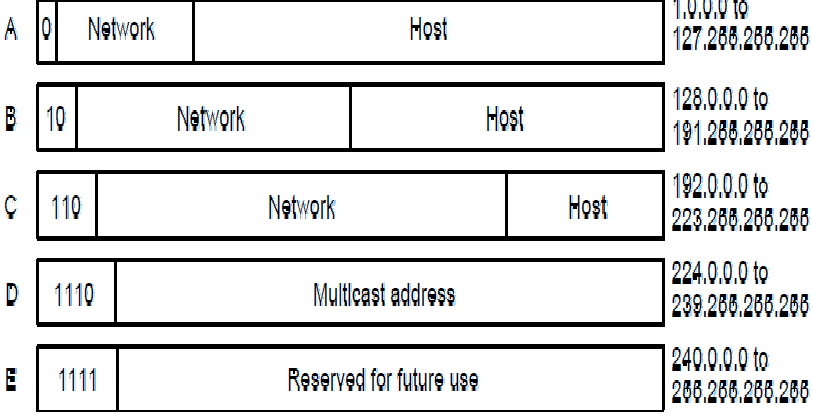 A 0 Network Host
1.0.0.0 to
127.255.255.255
B 10 Network Host
128.0.0.0 to
191.255.255.255
C 110 Network Host
192.0.0.0 to
223.255.255.255
D 1110 Multicast address
224.0.0.0 to
239.255.255.255
E 1111 Reserved for future use
240.0.0.0 to
255.255.255.255